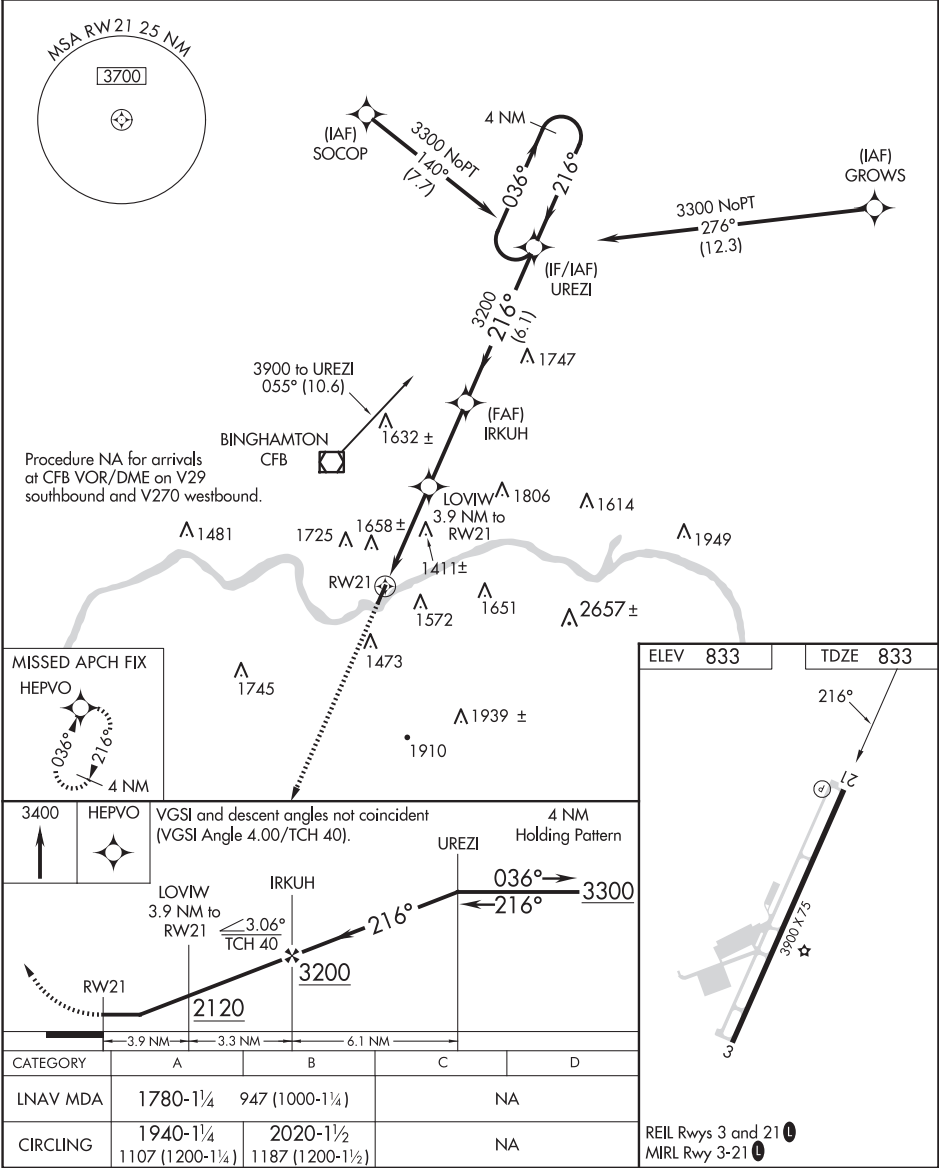 MSA RW21 25 NM
3700
(IAF)
SOCOP
3300 NoPT
140°
(7.7)
4 NM
036°
216°
(IAF)
GROWS
3300 NoPT
276°
(12.3)
(IF/IAF)
UREZI
3200
216°
(6.1)
1747
3900 to UREZI
055° (10.6)
(FAF)
IRKUH
1632 ±
BINGHAMTON
CFB
Procedure NA for arrivals
at CFB VOR/DME on V29
southbound and V270 westbound.
LOVIW
3.9 NM to
RW21
1806
1614
1481
1725
1658 ±
1949
1411±
RW21
1572
1651
2657 ±
1473
1745
1939 ±
1910
MISSED APCH FIX
HEPVO
036°
216°
4 NM
ELEV 833
TDZE 833
216°
21
P
3900 X 75
3
REIL Rwys 3 and 21 L
MIRL Rwy 3-21 L
3400
HEPVO
VGSI and descent angles not coincident
(VGSI Angle 4.00/TCH 40).
4 NM
Holding Pattern
UREZI
036°
216°
3300
IRKUH
LOVIW
3.9 NM to
RW21
3.06°
TCH 40
216°
3200
RW21
2120
3.9 NM
3.3 NM
6.1 NM
CATEGORY A B C D
LNAV MDA 1780-1¼ 947 (1000-1¼) NA
CIRCLING 1940-1¼ 2020-1½ NA
1107 (1200-1¼) 1187 (1200-1½)